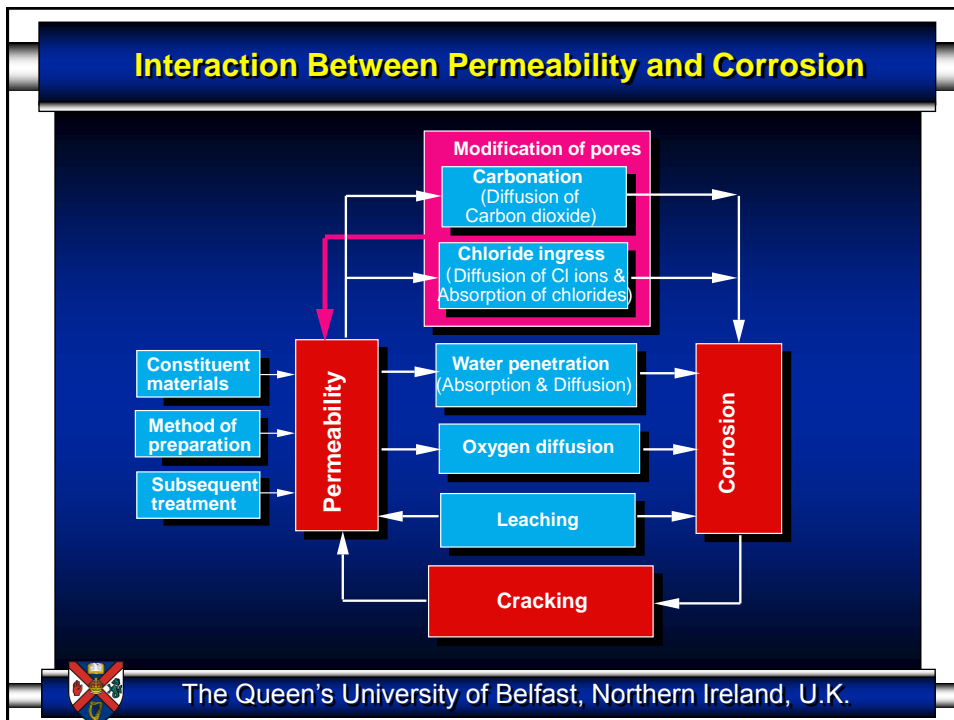 Interaction Between Permeability and Corrosion
Modification of pores
Carbonation
(Diffusion of
Carbon dioxide)
Chloride ingress
(Diffusion of Cl ions &
Absorption of chlorides)
Constituent
materials
Method of
preparation
Subsequent
treatment
Permeability
Water penetration
(Absorption & Diffusion)
Oxygen diffusion
Leaching
Corrosion
Cracking
The Queen's University of Belfast, Northern Ireland, U.K.